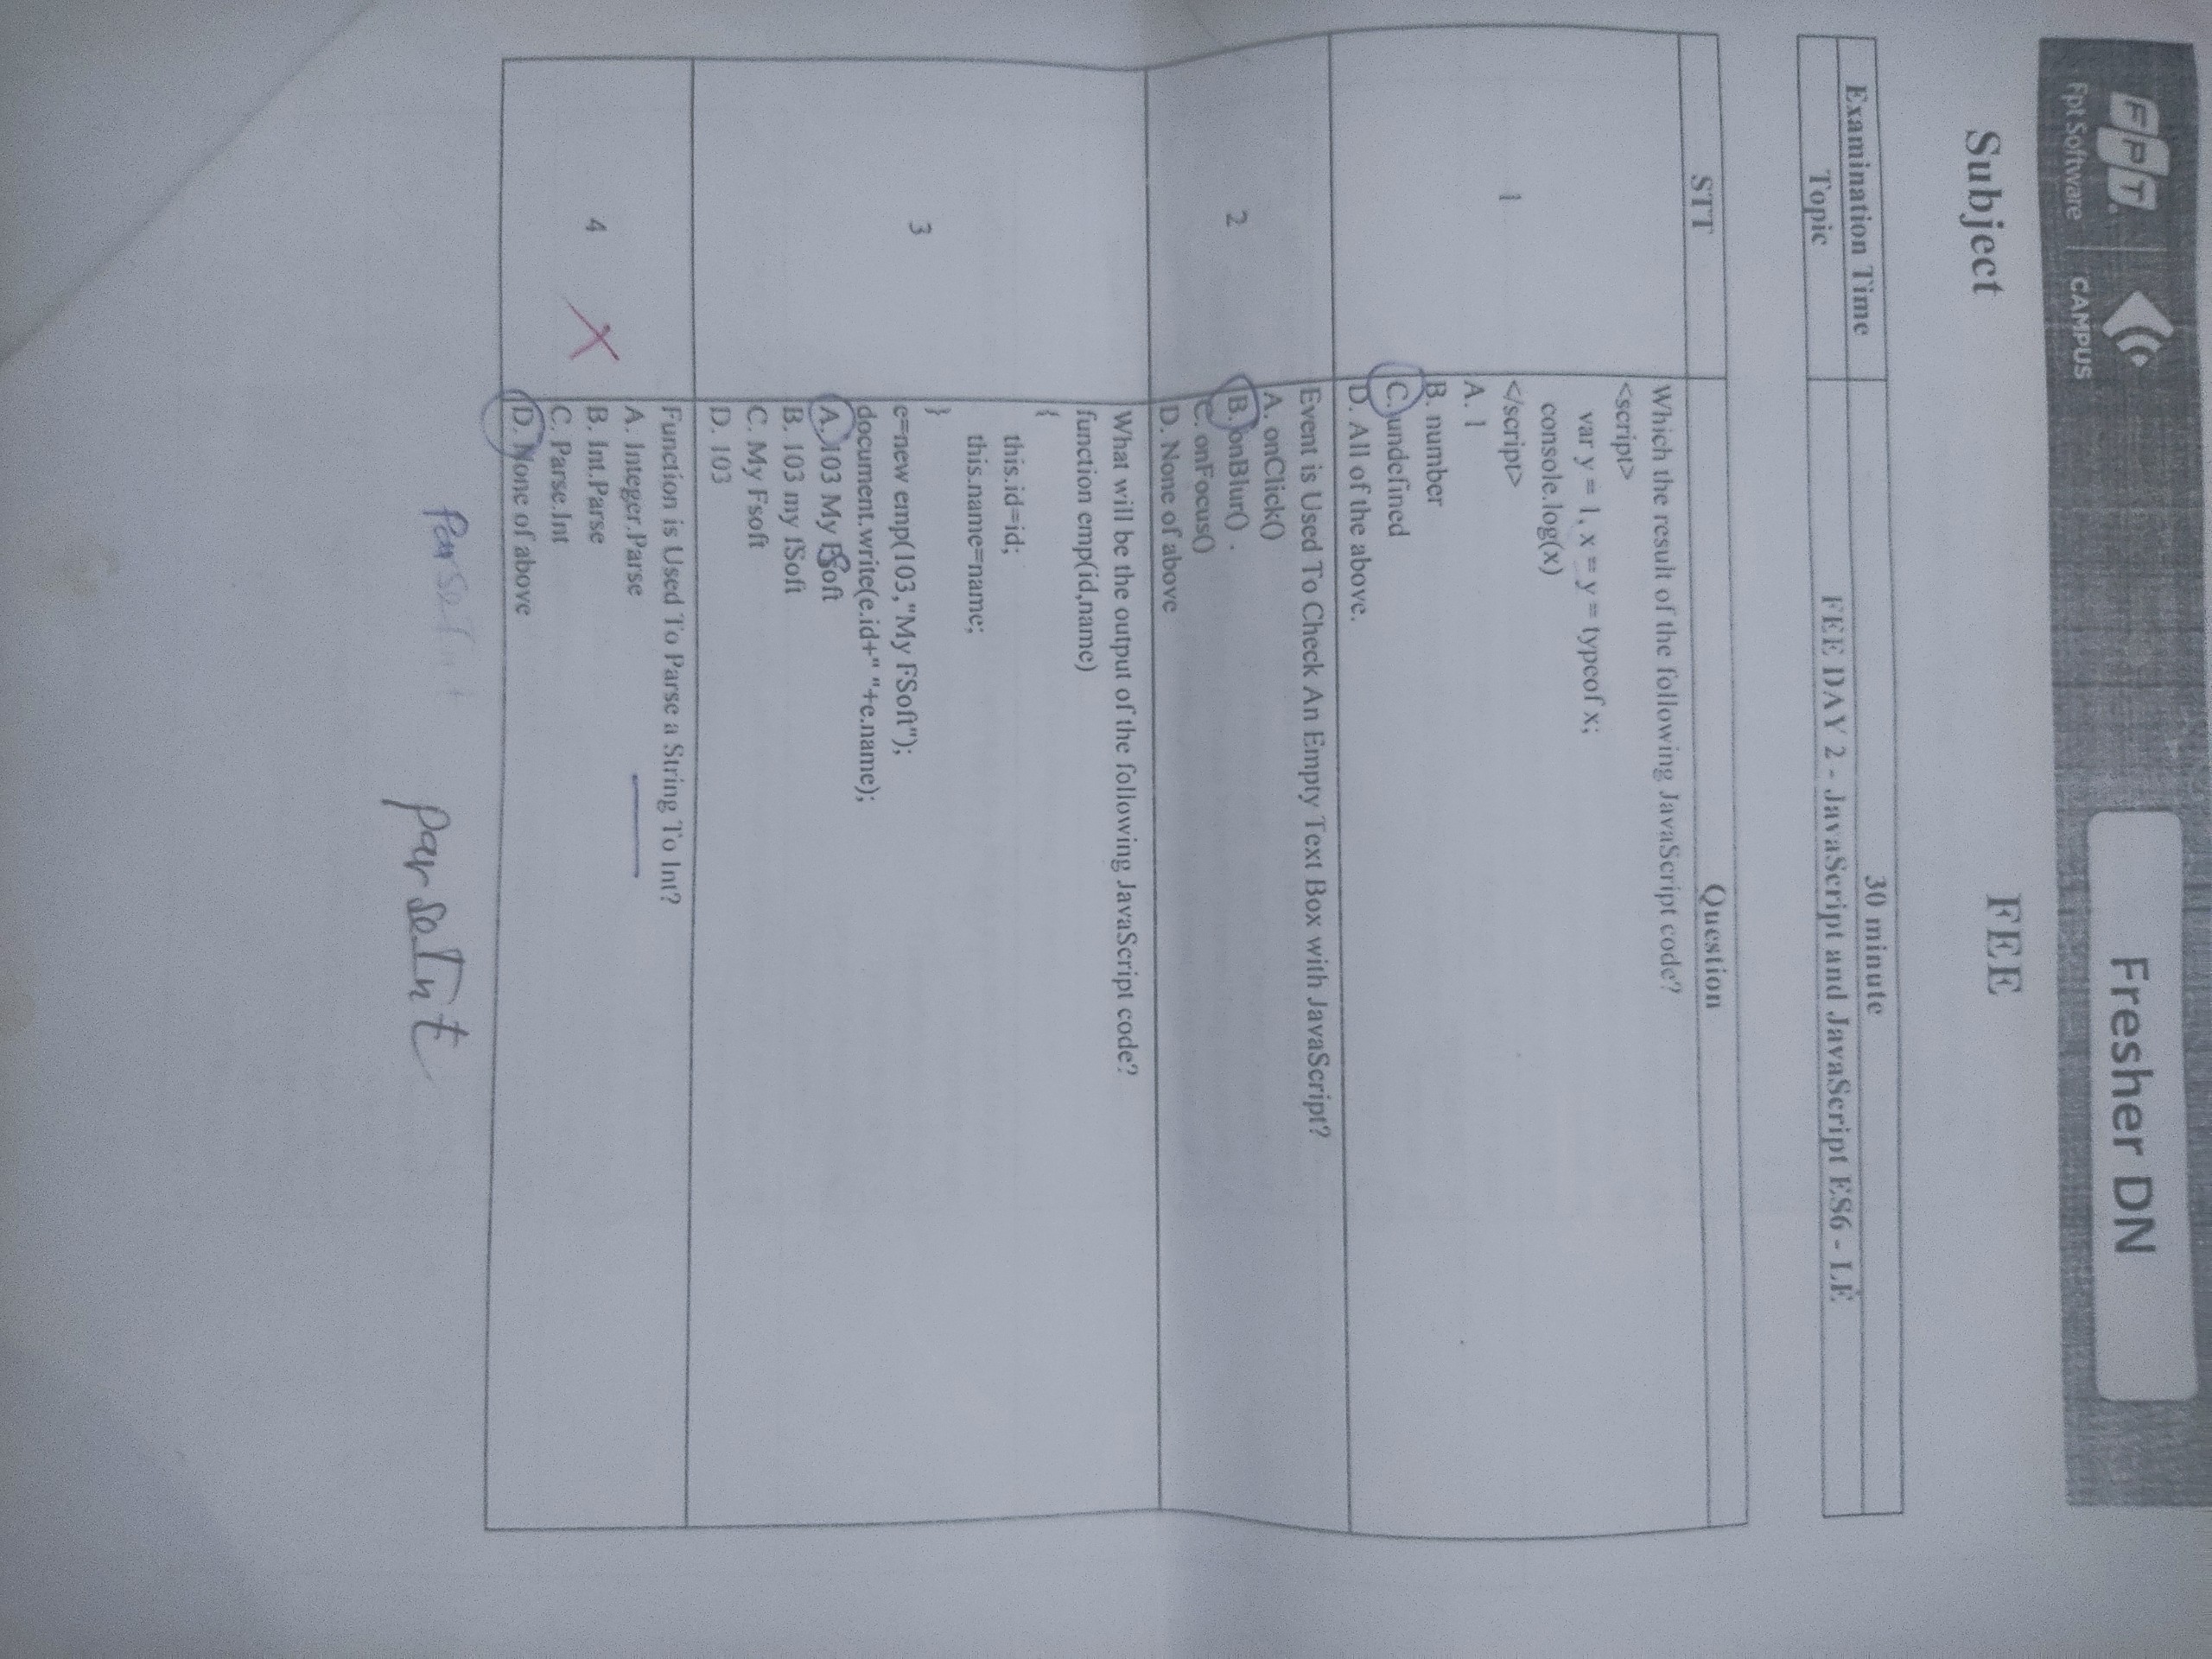 FPT.
Fpt Software CAMPUS
Fresher DN
Subject FEE
Examination Time 30 minute
Topic FEE DAY 2 - JavaScript and JavaScript ES6 - LE
STT Question
1
Which the result of the following JavaScript code?
<script>
var y = 1, x = y = typeof x;
console.log(x)
</script>
A. 1
B. number
C. undefined
D. All of the above.
2
Event is Used To Check An Empty Text Box with JavaScript?
A. onClick()
B. onBlur() .
C. onFocus()
D. None of above
3
What will be the output of the following JavaScript code?
function emp(id,name)
{
this.id=id;
this.name=name;
}
e=new emp(103,"My FSoft");
document.write(e.id+" "+e.name);
A. 103 My FSoft
B. 103 my fSoft
C. My Fsoft
D. 103
4
Function is Used To Parse a String To Int?
A. Integer.Parse
B. Int.Parse
C. Parse.Int
D. None of above
parseInt
parseInt